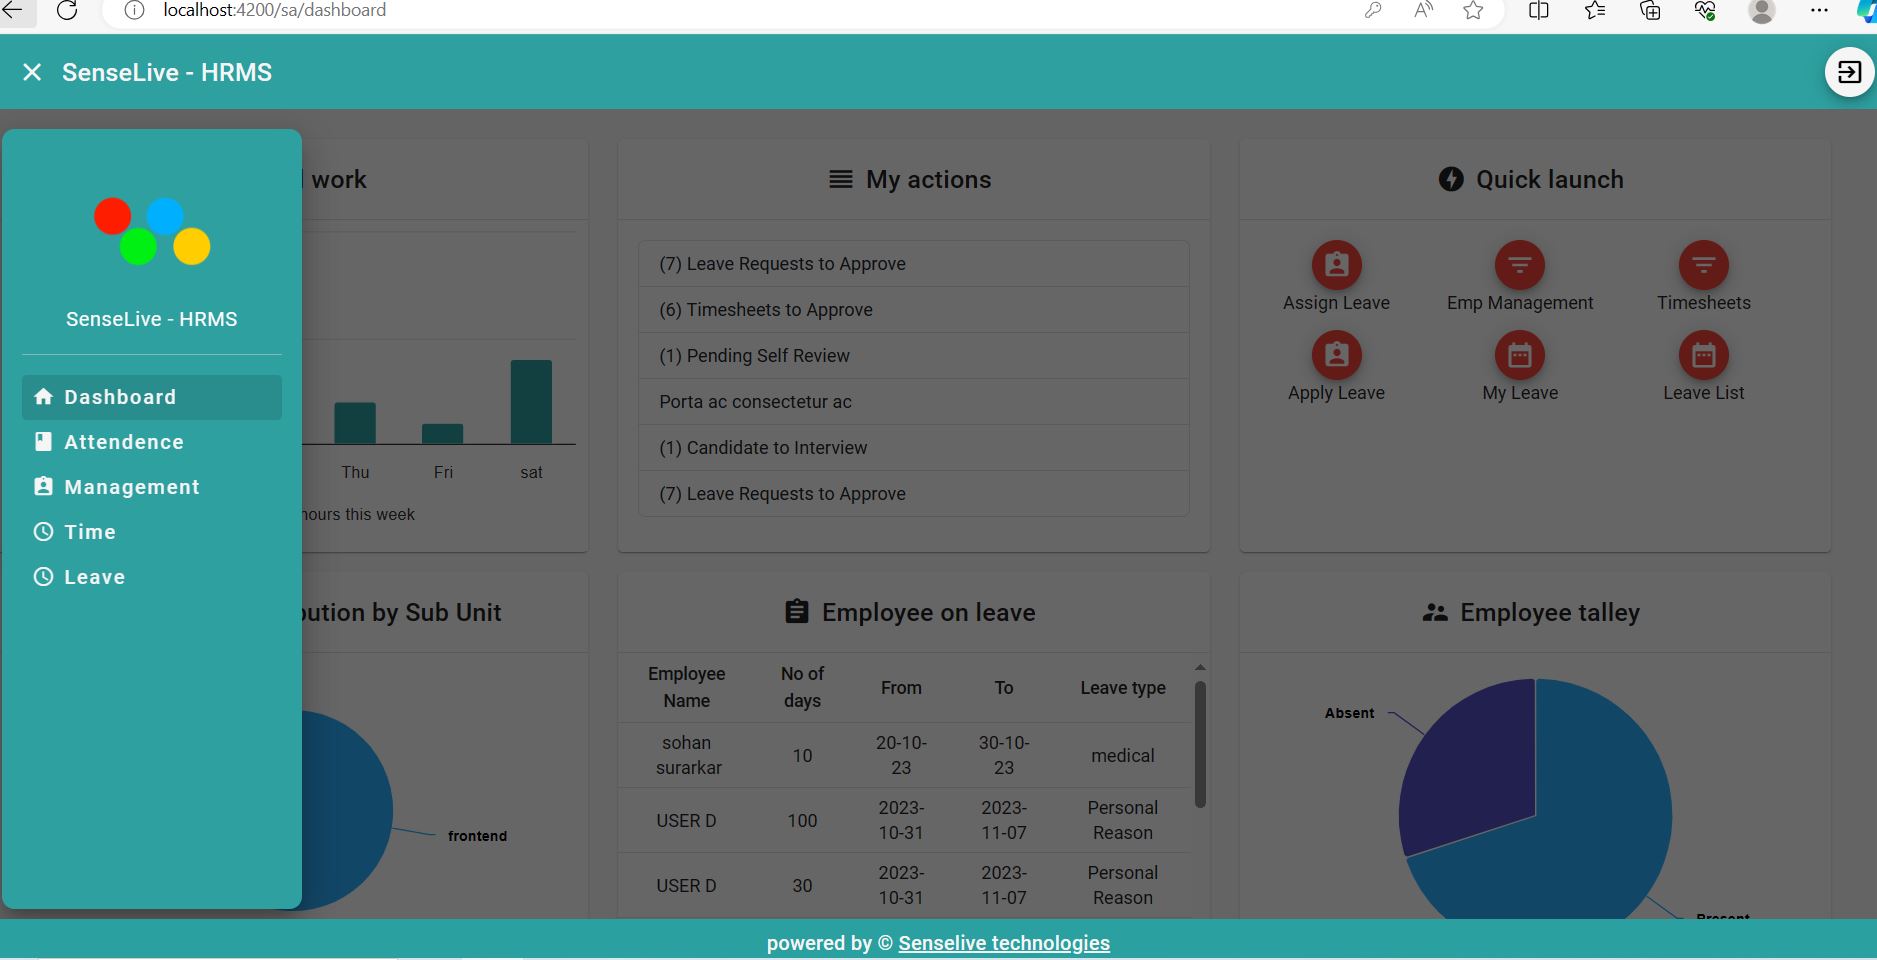 localhost:4200/sa/dashboard
SenseLive - HRMS
SenseLive - HRMS
Dashboard
Attendence
Management
Time
Leave
work
Thu Fri sat
hours this week
My actions
(7) Leave Requests to Approve
(6) Timesheets to Approve
(1) Pending Self Review
Porta ac consectetur ac
(1) Candidate to Interview
(7) Leave Requests to Approve
Quick launch
Assign Leave Emp Management Timesheets
Apply Leave My Leave Leave List
by Sub Unit
frontend
Employee on leave
Employee No of
From To Leave type
Name days
sohan 20-10- 30-10-
10 medical
surarkar 23 23
2023- 2023- Personal
USER D 100
10-31 11-07 Reason
2023- 2023- Personal
USER D 30
10-31 11-07 Reason
Employee talley
Absent
Present
powered by © Senselive technologies